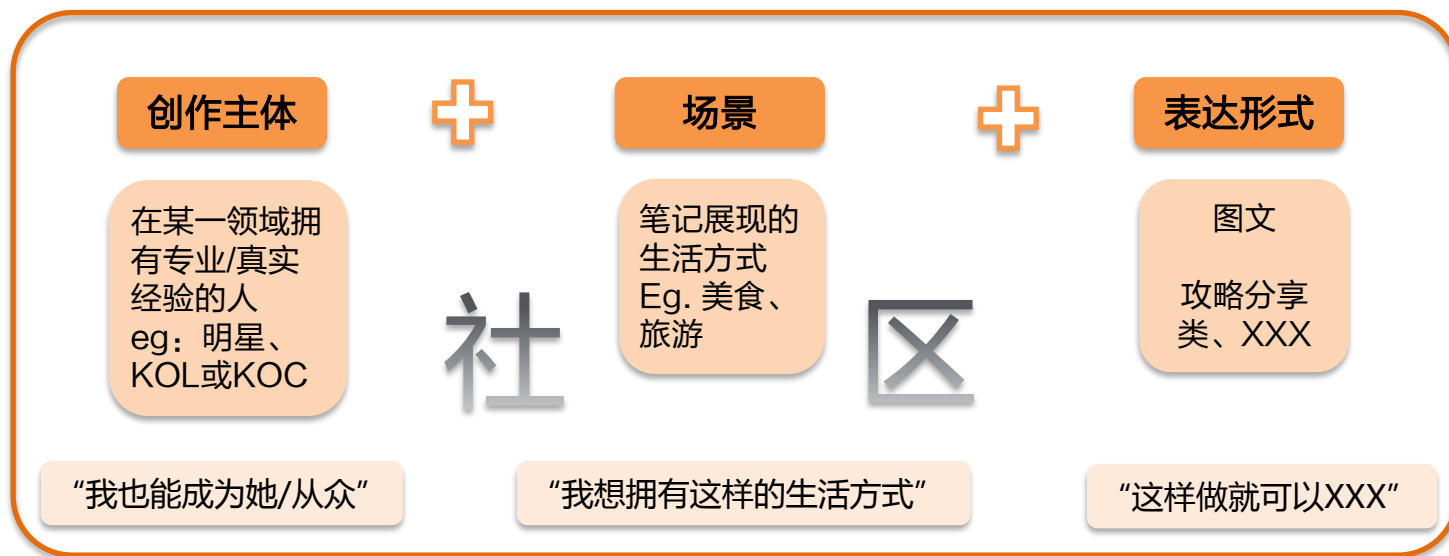 创作主体
场景
表达形式
在某一领域拥
有专业/真实
经验的人
eg：明星、
KOL或KOC
笔记展现的
生活方式
Eg. 美食、
旅游
图文
攻略分享
类、XXX
社 区
“我也能成为她/从众”
“我想拥有这样的生活方式”
“这样做就可以XXX”